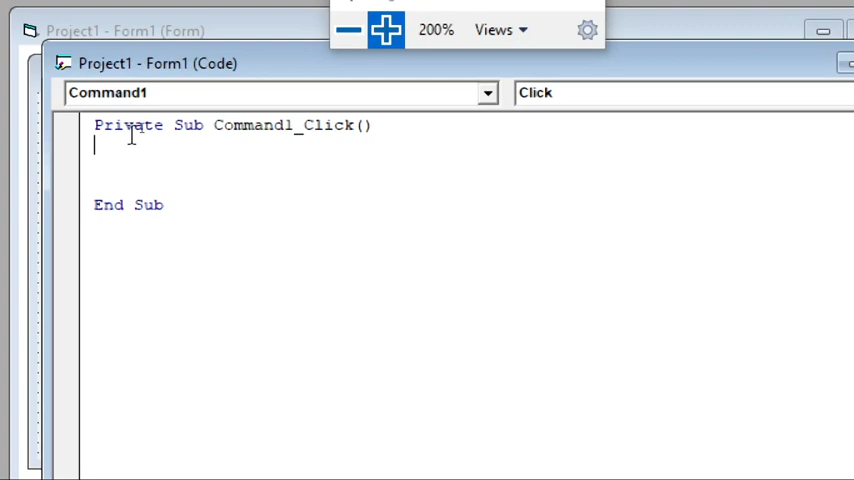 Project1 - Form1 (Form)
200% Views
Project1 - Form1 (Code)
Command1 Click
Private Sub Command1_Click()
End Sub